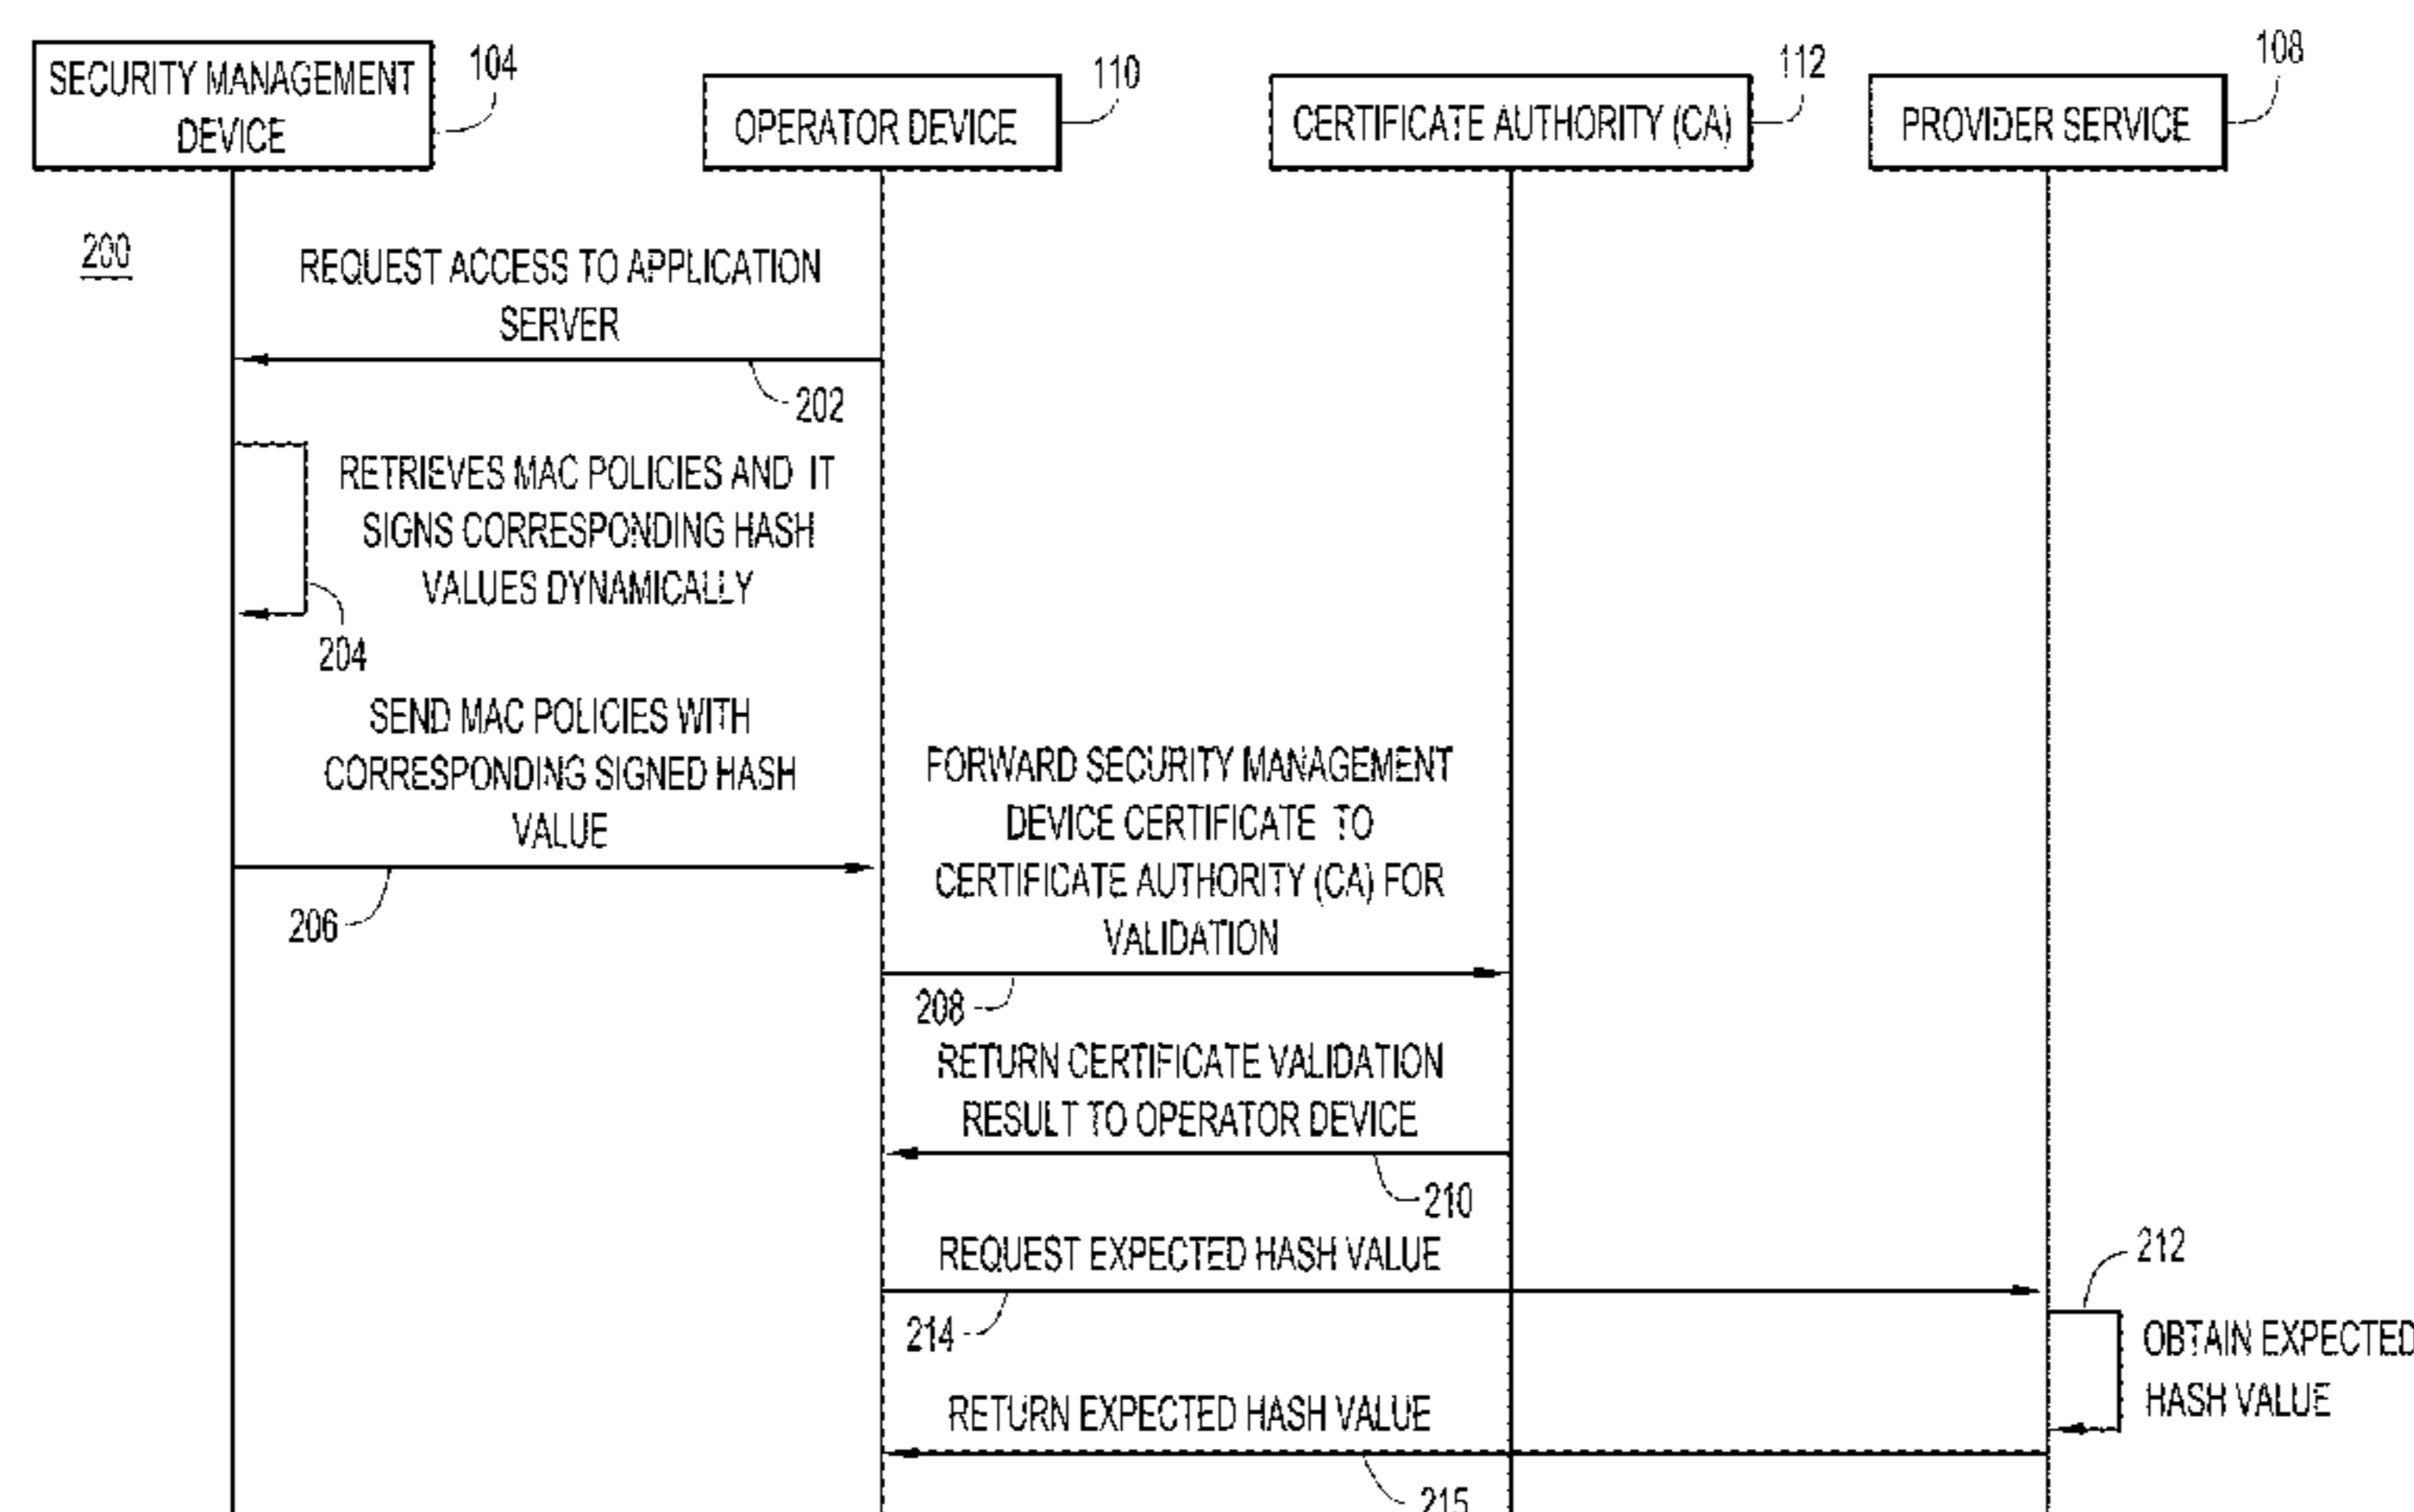 SECURITY MANAGEMENT
DEVICE
104
OPERATOR DEVICE
110
CERTIFICATE AUTHORITY (CA)
112
PROVIDER SERVICE
108
200
REQUEST ACCESS TO APPLICATION
SERVER
202
RETRIEVES MAC POLICIES AND IT
SIGNS CORRESPONDING HASH
VALUES DYNAMICALLY
204
SEND MAC POLICIES WITH
CORRESPONDING SIGNED HASH
VALUE
206
FORWARD SECURITY MANAGEMENT
DEVICE CERTIFICATE TO
CERTIFICATE AUTHORITY (CA) FOR
VALIDATION
208
RETURN CERTIFICATE VALIDATION
RESULT TO OPERATOR DEVICE
210
REQUEST EXPECTED HASH VALUE
214
212
OBTAIN EXPECTED
HASH VALUE
RETURN EXPECTED HASH VALUE
215